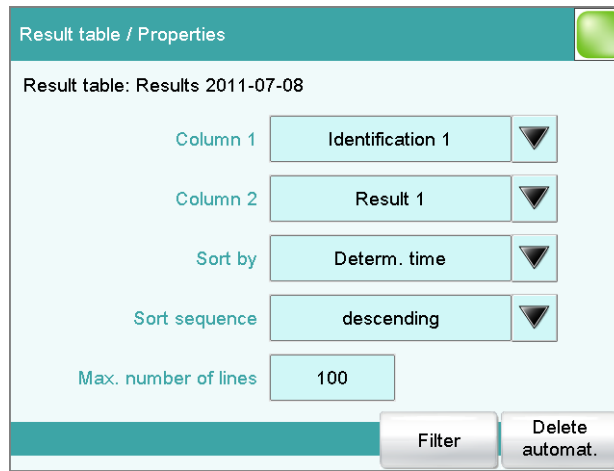 Result table / Properties
Result table: Results 2011-07-08
Column 1 Identification 1
Column 2 Result 1
Sort by Determ. time
Sort sequence descending
Max. number of lines 100
Filter
Delete
automat.